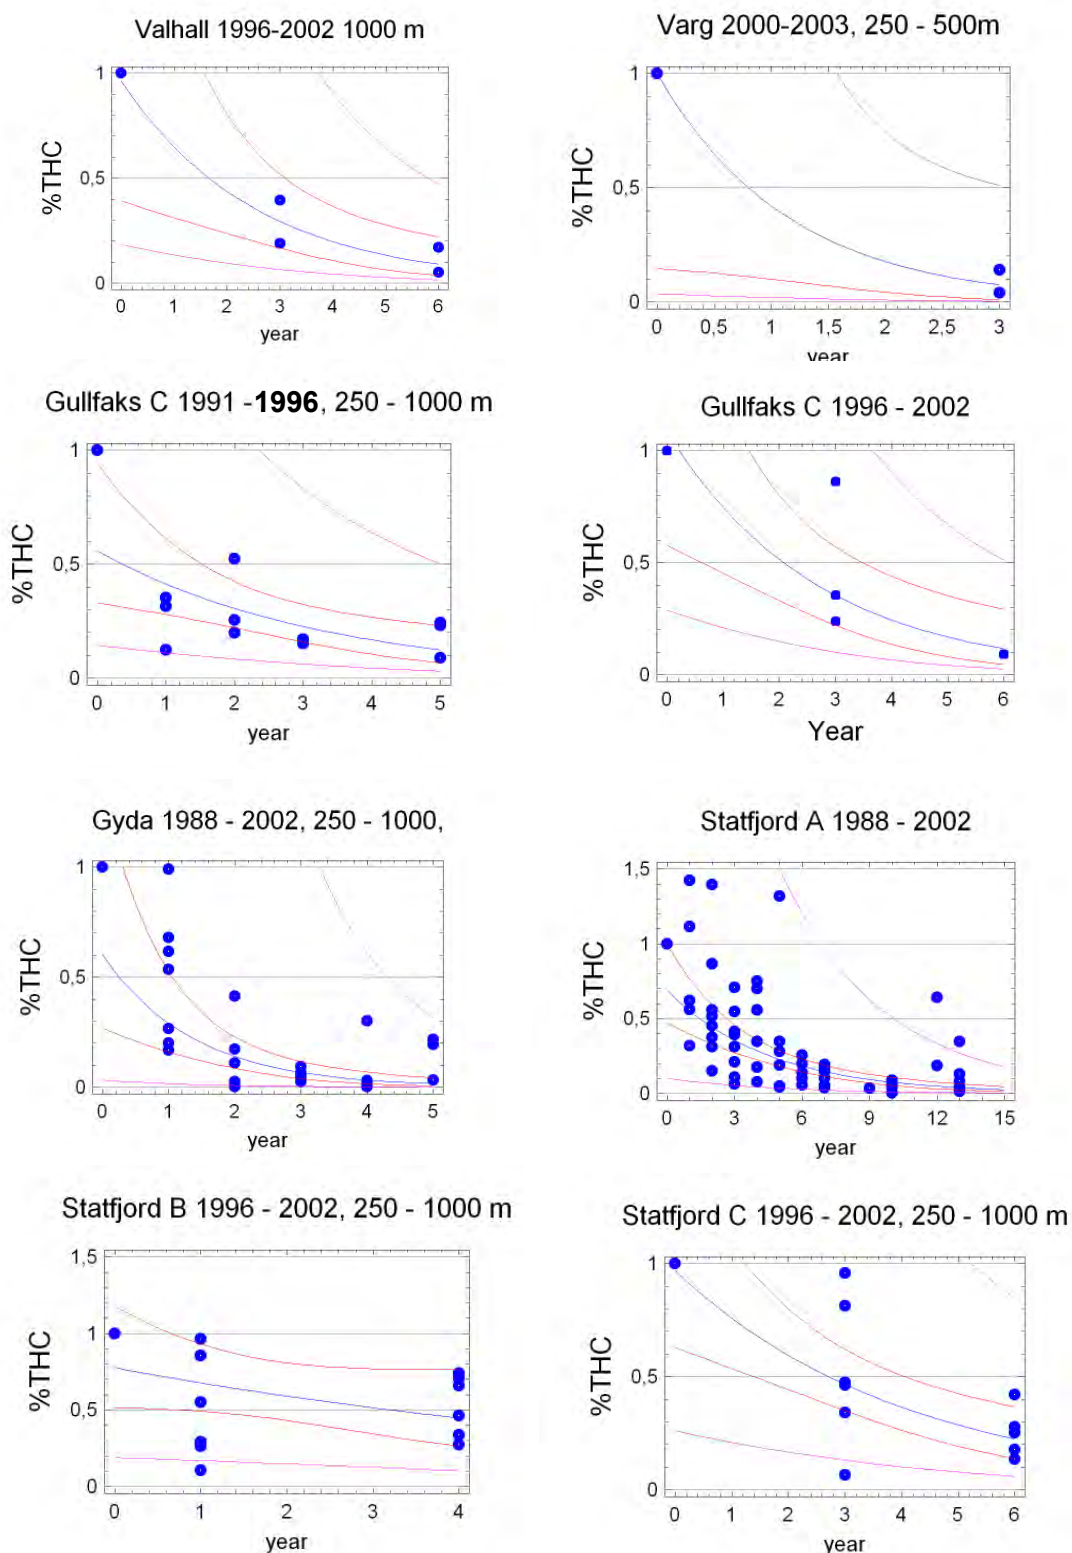 Valhall 1996-2002 1000 m
%THC
1
0,5
0
0 1 2 3 4 5 6
year
Varg 2000-2003, 250 - 500m
%THC
1
0,5
0
0 0,5 1 1,5 2 2,5 3
year
Gullfaks C 1991 -1996, 250 - 1000 m
%THC
1
0,5
0
0 1 2 3 4 5
year
Gullfaks C 1996 - 2002
%THC
1
0,5
0
0 1 2 3 4 5 6
Year
Gyda 1988 - 2002, 250 - 1000,
%THC
1
0,5
0
0 1 2 3 4 5
year
Statfjord A 1988 - 2002
%THC
1,5
1
0,5
0
0 3 6 9 12 15
year
Statfjord B 1996 - 2002, 250 - 1000 m
%THC
1,5
1
0,5
0
0 1 2 3 4
year
Statfjord C 1996 - 2002, 250 - 1000 m
%THC
1
0,5
0
0 1 2 3 4 5 6
year